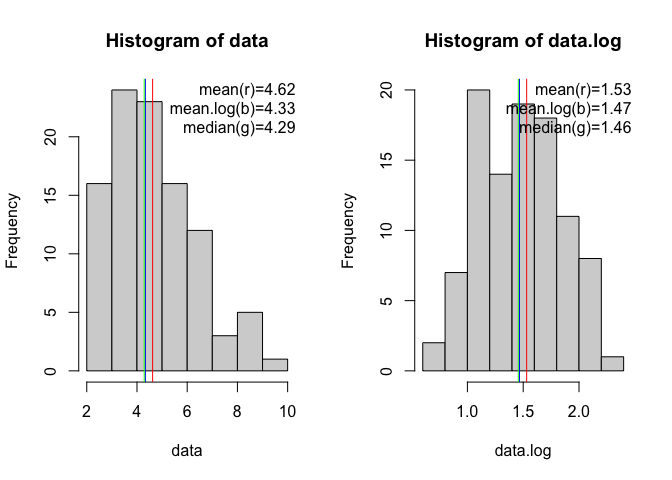 Histogram of data
mean(r)=4.62
mean.log(b)=4.33
median(g)=4.29
Frequency
0
5
10
15
20
2 4 6 8 10
data
Histogram of data.log
mean(r)=1.53
mean.log(b)=1.47
median(g)=1.46
Frequency
0
5
10
15
20
1.0 1.5 2.0
data.log